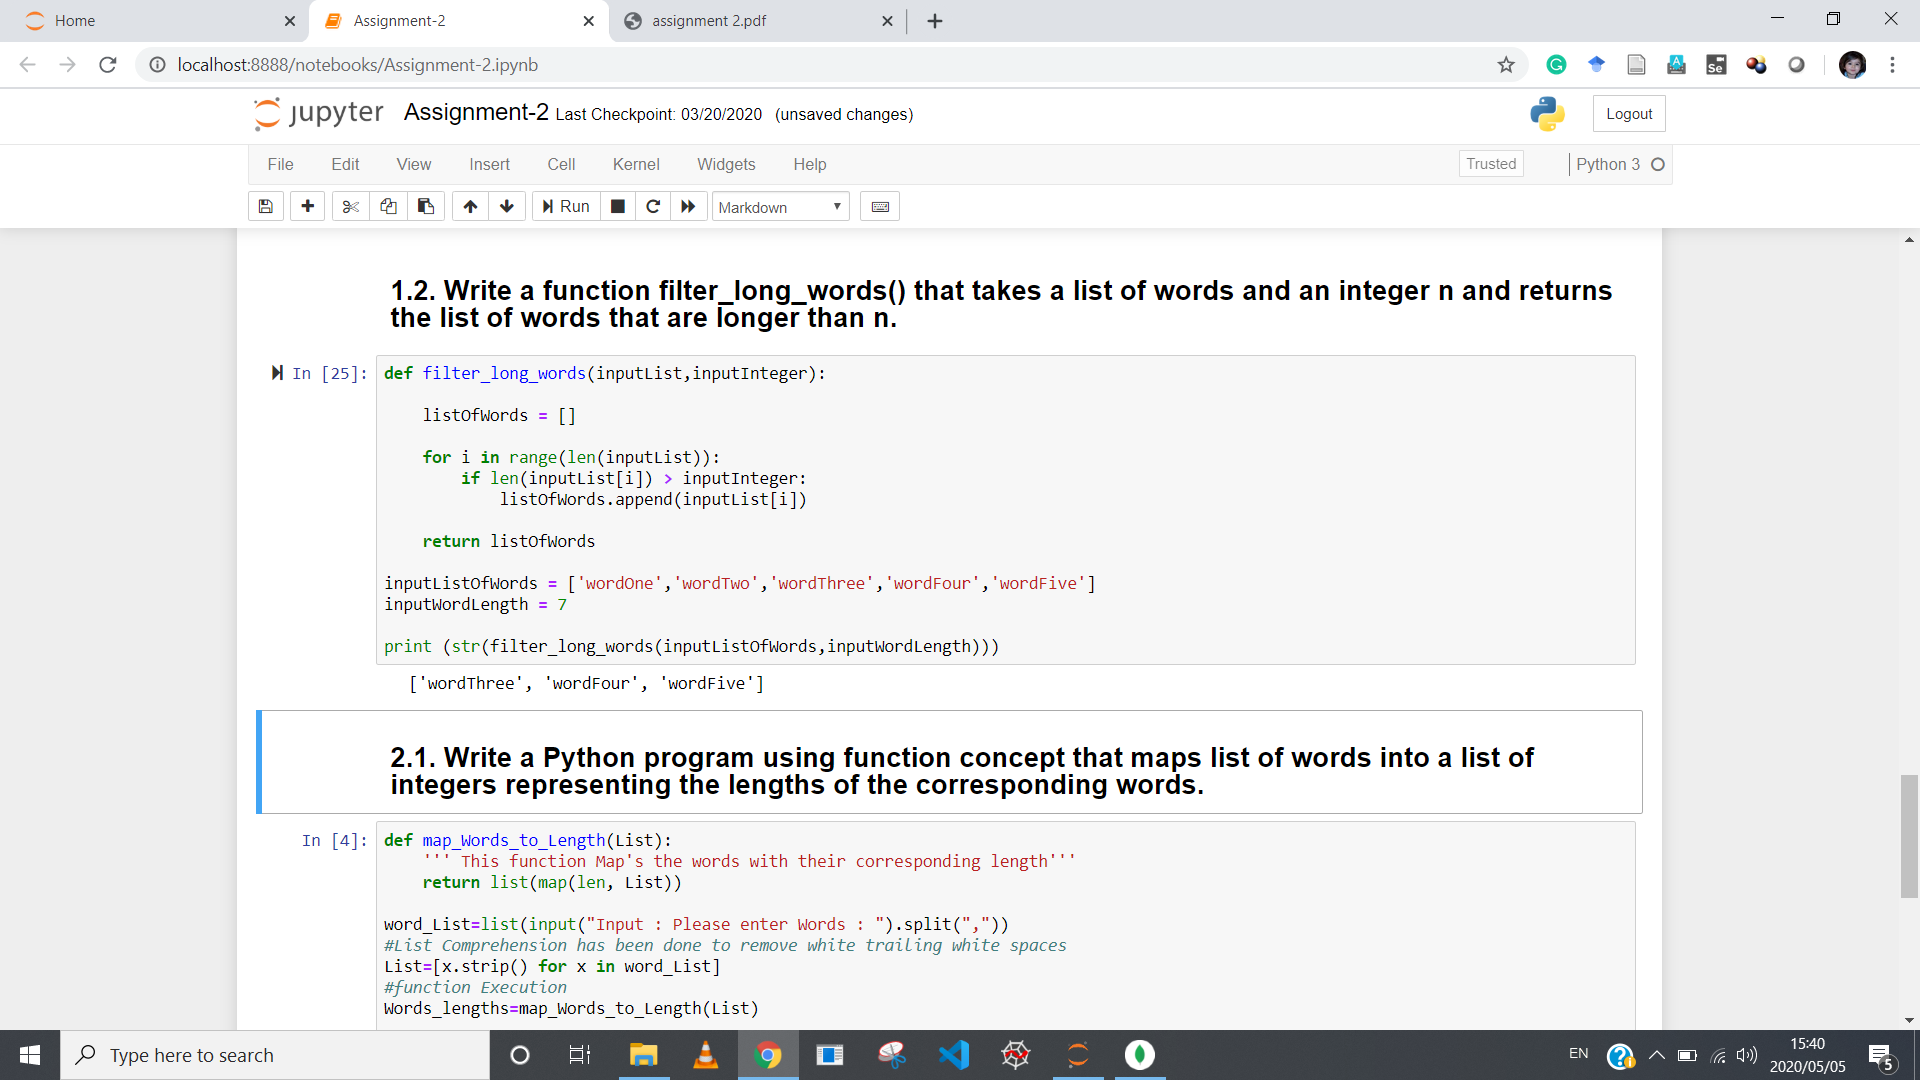 Home
Assignment-2
assignment 2.pdf
localhost:8888/notebooks/Assignment-2.ipynb
jupyter Assignment-2 Last Checkpoint: 03/20/2020 (unsaved changes)
Logout
File Edit View Insert Cell Kernel Widgets Help
Trusted
Python 3
Run
Markdown
1.2. Write a function filter_long_words() that takes a list of words and an integer n and returns
the list of words that are longer than n.
In [25]:
def filter_long_words(inputList,inputInteger):
listOfWords = []
for i in range(len(inputList)):
if len(inputList[i]) > inputInteger:
listOfWords.append(inputList[i])
return listOfWords
inputListOfWords = ['wordOne','wordTwo','wordThree','wordFour','wordFive']
inputWordLength = 7
print (str(filter_long_words(inputListOfWords,inputWordLength)))
['wordThree', 'wordFour', 'wordFive']
2.1. Write a Python program using function concept that maps list of words into a list of
integers representing the lengths of the corresponding words.
In [4]:
def map_Words_to_Length(List):
''' This function Map's the words with their corresponding length'''
return list(map(len, List))
word_List=list(input("Input : Please enter Words : ").split(","))
#List Comprehension has been done to remove white trailing white spaces
List=[x.strip() for x in word_List]
#function Execution
Words_lengths=map_Words_to_Length(List)
Type here to search
EN
15:40
2020/05/05
5